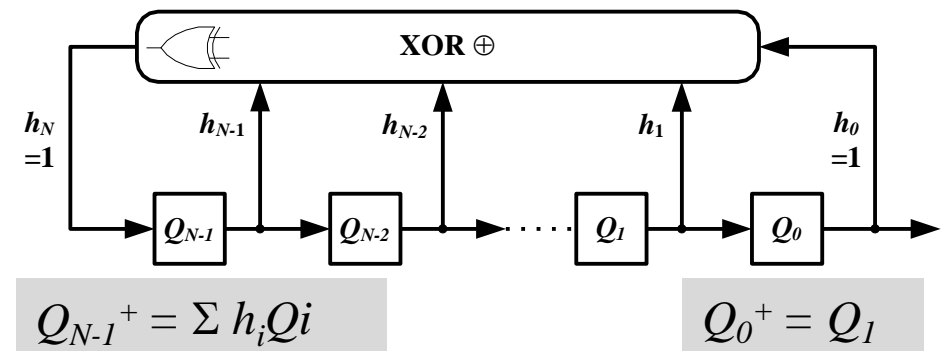 XOR ⊕
h_N
=1
h_{N-1}
h_{N-2}
h_1
h_0
=1
Q_{N-1}
Q_{N-2}
Q_1
Q_0
Q_{N-1}^+ = Σ h_iQi
Q_0^+ = Q_1